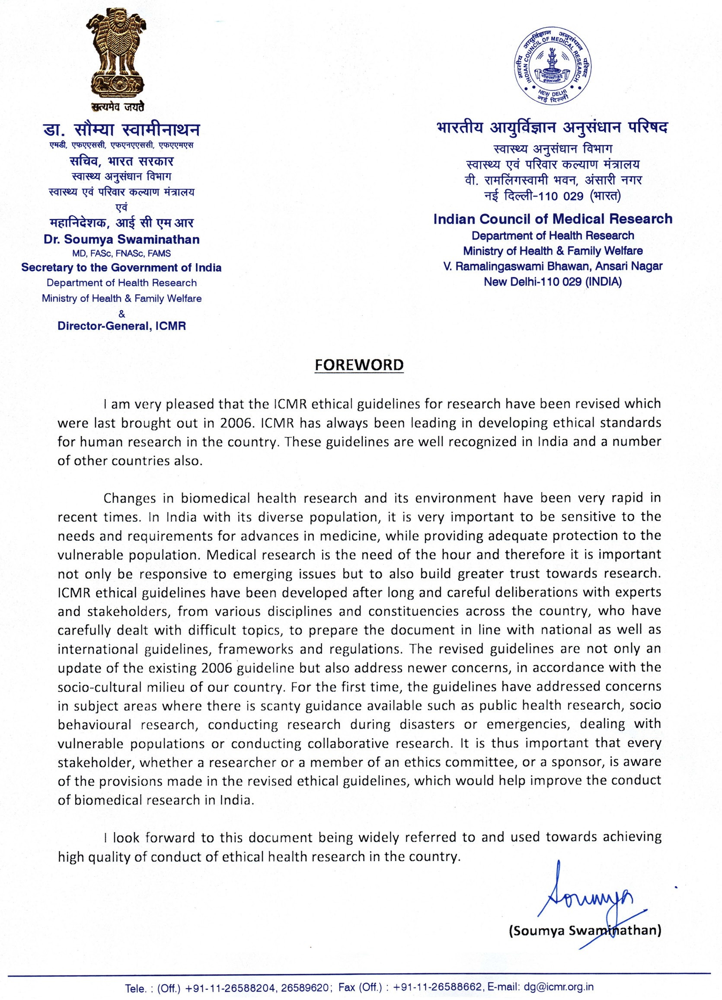 सत्यमेव जयते
डा. सौम्या स्वामीनाथन
एमडी, एफएएससी, एफएनएएससी, एफएएमएस
सचिव, भारत सरकार
स्वास्थ्य अनुसंधान विभाग
स्वास्थ्य एवं परिवार कल्याण मंत्रालय
एवं
महानिदेशक, आई सी एम आर
Dr. Soumya Swaminathan
MD, FASc, FNASc, FAMS
Secretary to the Government of India
Department of Health Research
Ministry of Health & Family Welfare
&
Director-General, ICMR
भारतीय आयुर्विज्ञान अनुसंधान परिषद
INDIAN COUNCIL OF MEDICAL RESEARCH
NEW DELHI
नई दिल्ली
भारतीय आयुर्विज्ञान अनुसंधान परिषद
स्वास्थ्य अनुसंधान विभाग
स्वास्थ्य एवं परिवार कल्याण मंत्रालय
वी. रामलिंगस्वामी भवन, अंसारी नगर
नई दिल्ली-110 029 (भारत)
Indian Council of Medical Research
Department of Health Research
Ministry of Health & Family Welfare
V. Ramalingaswami Bhawan, Ansari Nagar
New Delhi-110 029 (INDIA)
FOREWORD
I am very pleased that the ICMR ethical guidelines for research have been revised which
were last brought out in 2006. ICMR has always been leading in developing ethical standards
for human research in the country. These guidelines are well recognized in India and a number
of other countries also.
Changes in biomedical health research and its environment have been very rapid in
recent times. In India with its diverse population, it is very important to be sensitive to the
needs and requirements for advances in medicine, while providing adequate protection to the
vulnerable population. Medical research is the need of the hour and therefore it is important
not only be responsive to emerging issues but to also build greater trust towards research.
ICMR ethical guidelines have been developed after long and careful deliberations with experts
and stakeholders, from various disciplines and constituencies across the country, who have
carefully dealt with difficult topics, to prepare the document in line with national as well as
international guidelines, frameworks and regulations. The revised guidelines are not only an
update of the existing 2006 guideline but also address newer concerns, in accordance with the
socio-cultural milieu of our country. For the first time, the guidelines have addressed concerns
in subject areas where there is scanty guidance available such as public health research, socio
behavioural research, conducting research during disasters or emergencies, dealing with
vulnerable populations or conducting collaborative research. It is thus important that every
stakeholder, whether a researcher or a member of an ethics committee, or a sponsor, is aware
of the provisions made in the revised ethical guidelines, which would help improve the conduct
of biomedical research in India.
I look forward to this document being widely referred to and used towards achieving
high quality of conduct of ethical health research in the country.
Soumya
(Soumya Swaminathan)
Tele. : (Off.) +91-11-26588204, 26589620; Fax (Off.) : +91-11-26588662, E-mail: dg@icmr.org.in